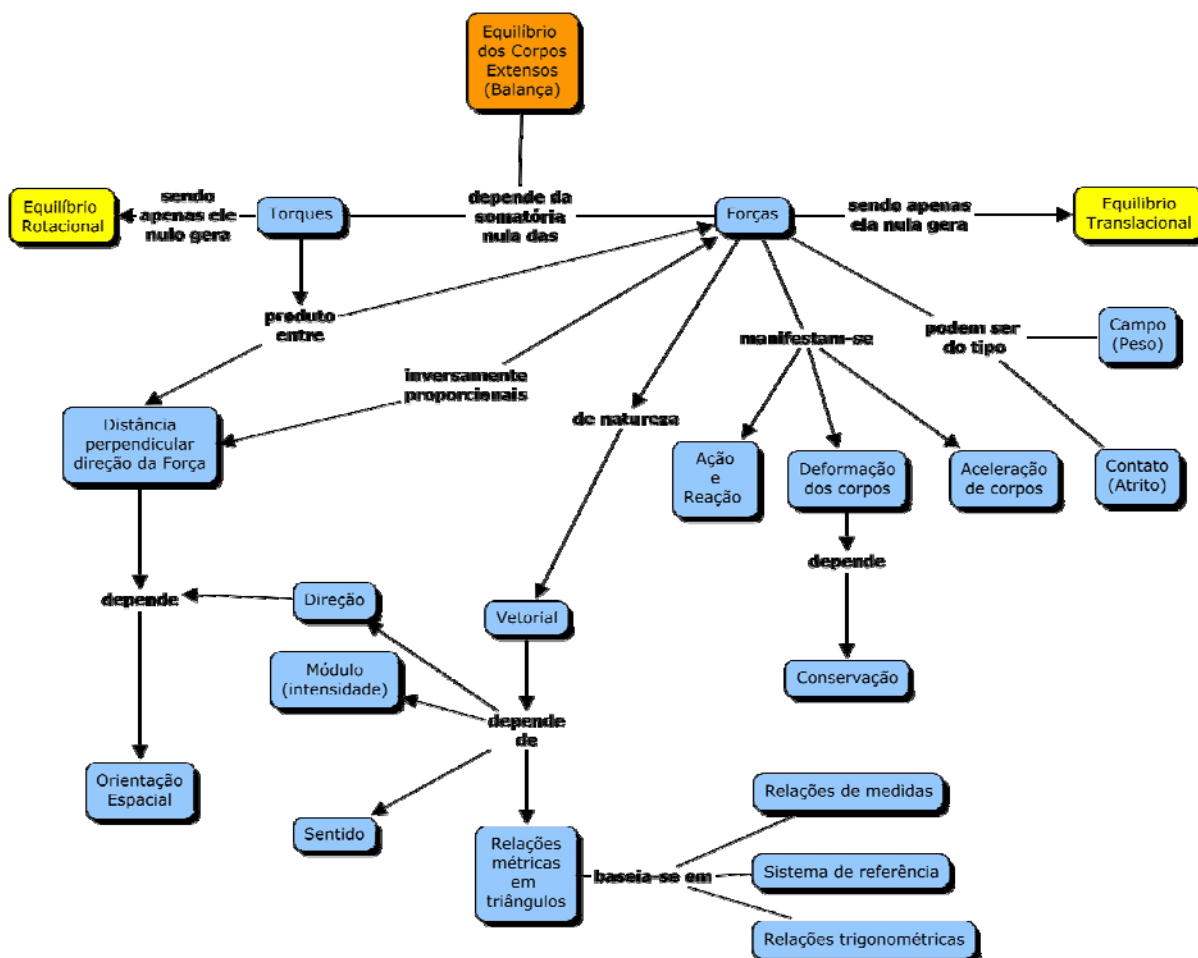 Equilíbrio
dos Corpos
Extensos
(Balança)
Equilíbrio
Rotacional
sendo
apenas ele
nulo gera
Torques
depende da
somatória
nula das
Forças
sendo apenas
ela nula gera
Equilibrio
Translacional
produto
entre
inversamente
proporcionais
de natureza
manifestam-se
podem ser
do tipo
Campo
(Peso)
Distância
perpendicular
direção da Força
Ação
e
Reação
Deformação
dos corpos
Aceleração
de corpos
Contato
(Atrito)
depende
depende
Direção
Vetorial
Módulo
(intensidade)
Conservação
depende
de
Orientação
Espacial
Sentido
Relações
métricas
em
triângulos
baseia-se em
Relações de medidas
Sistema de referência
Relações trigonométricas